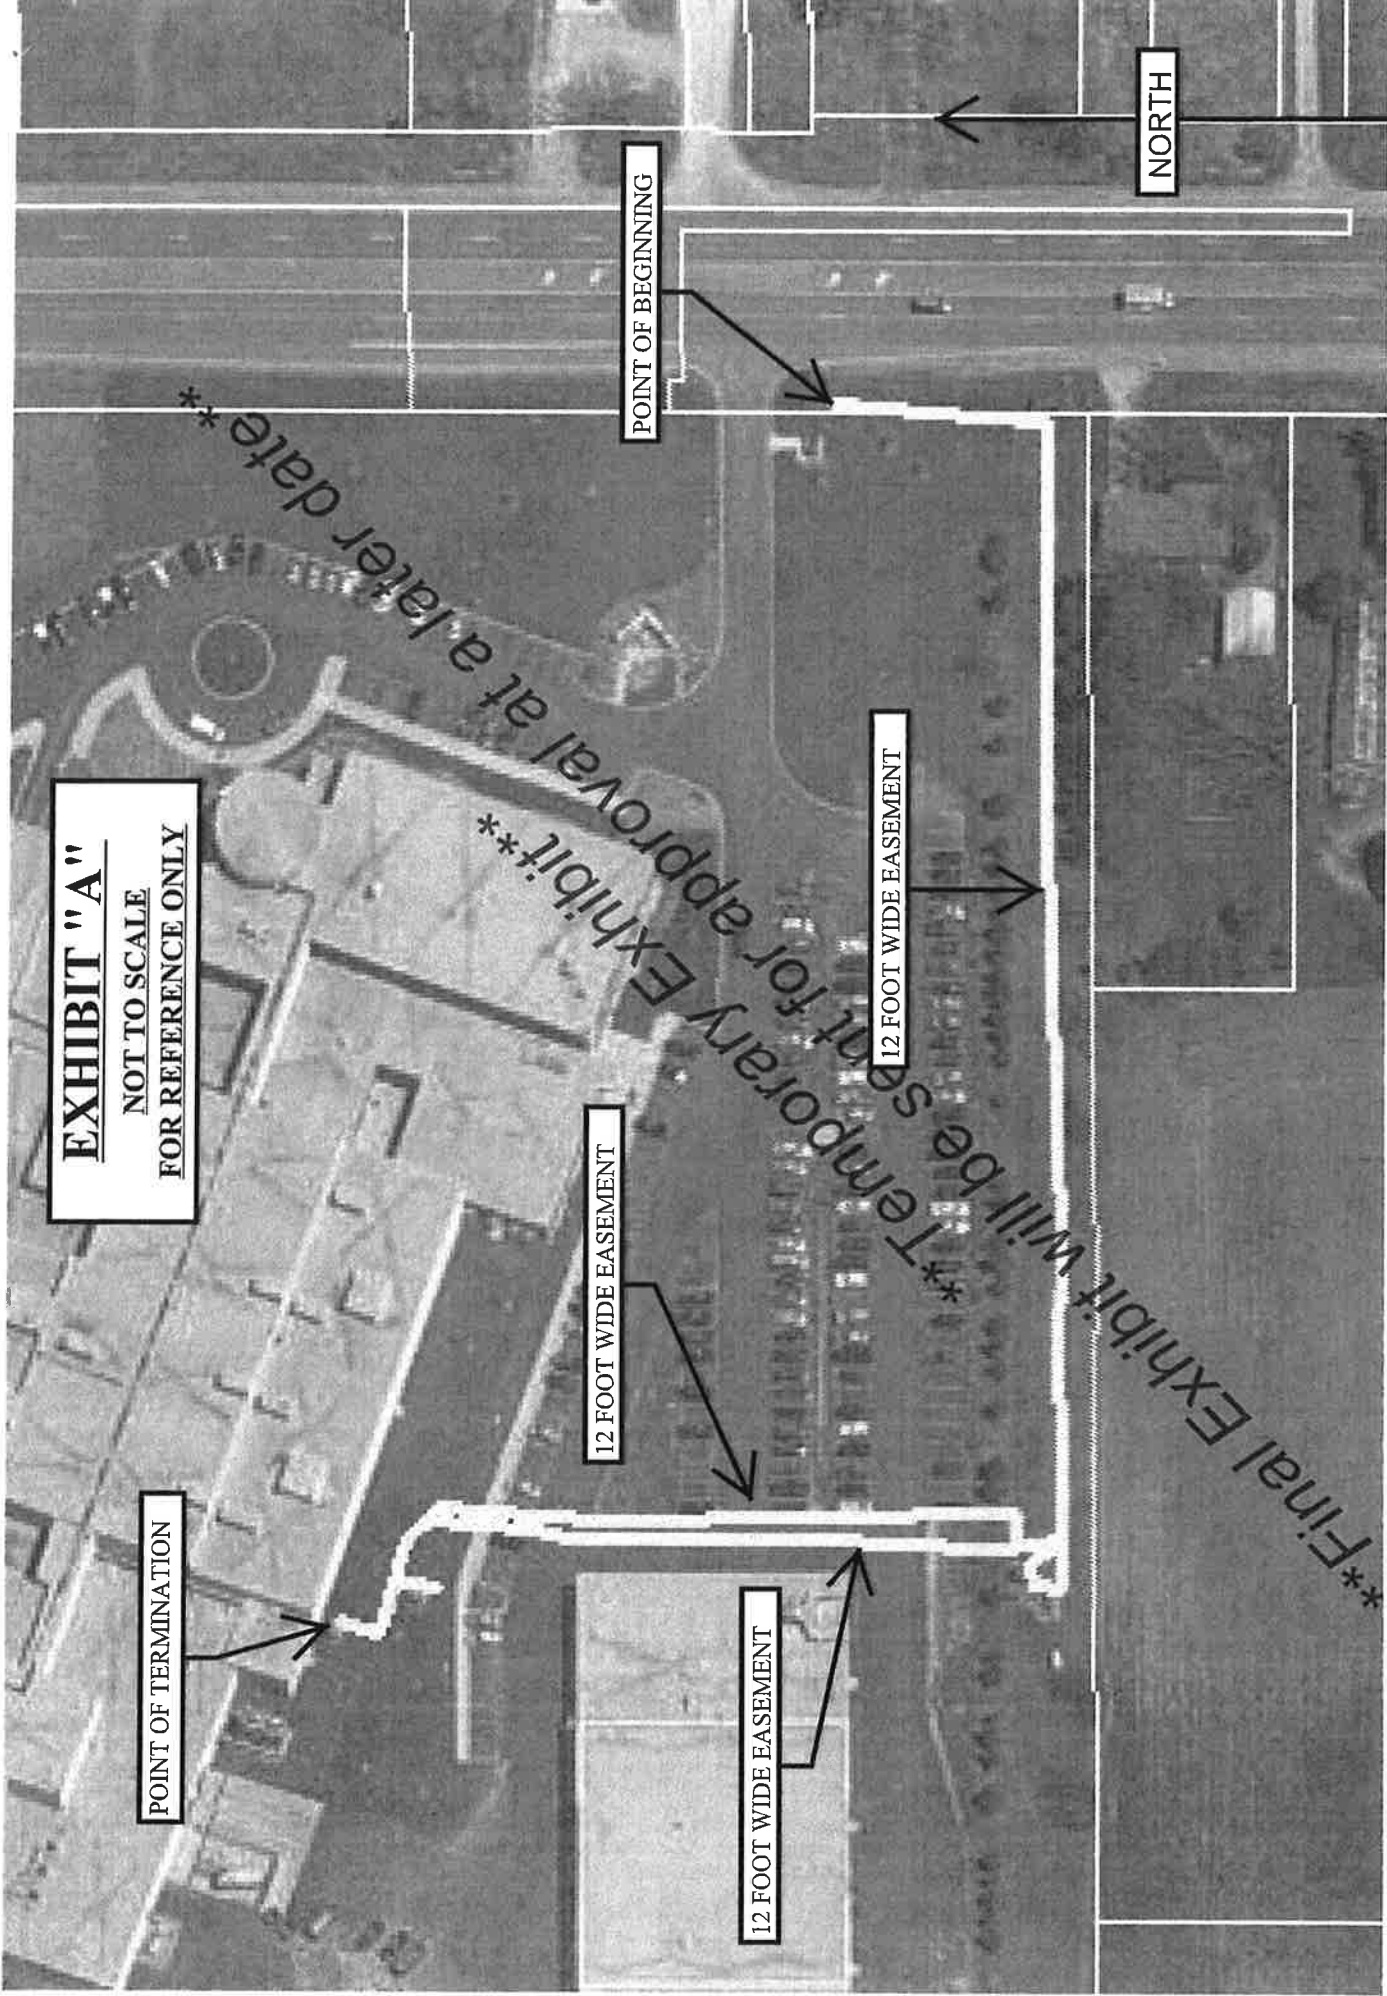 EXHIBIT "A"
NOT TO SCALE
FOR REFERENCE ONLY
POINT OF TERMINATION
12 FOOT WIDE EASEMENT
12 FOOT WIDE EASEMENT
12 FOOT WIDE EASEMENT
POINT OF BEGINNING
NORTH
**Temporary Exhibit**
**Final Exhibit will be sent for approval at a later date**